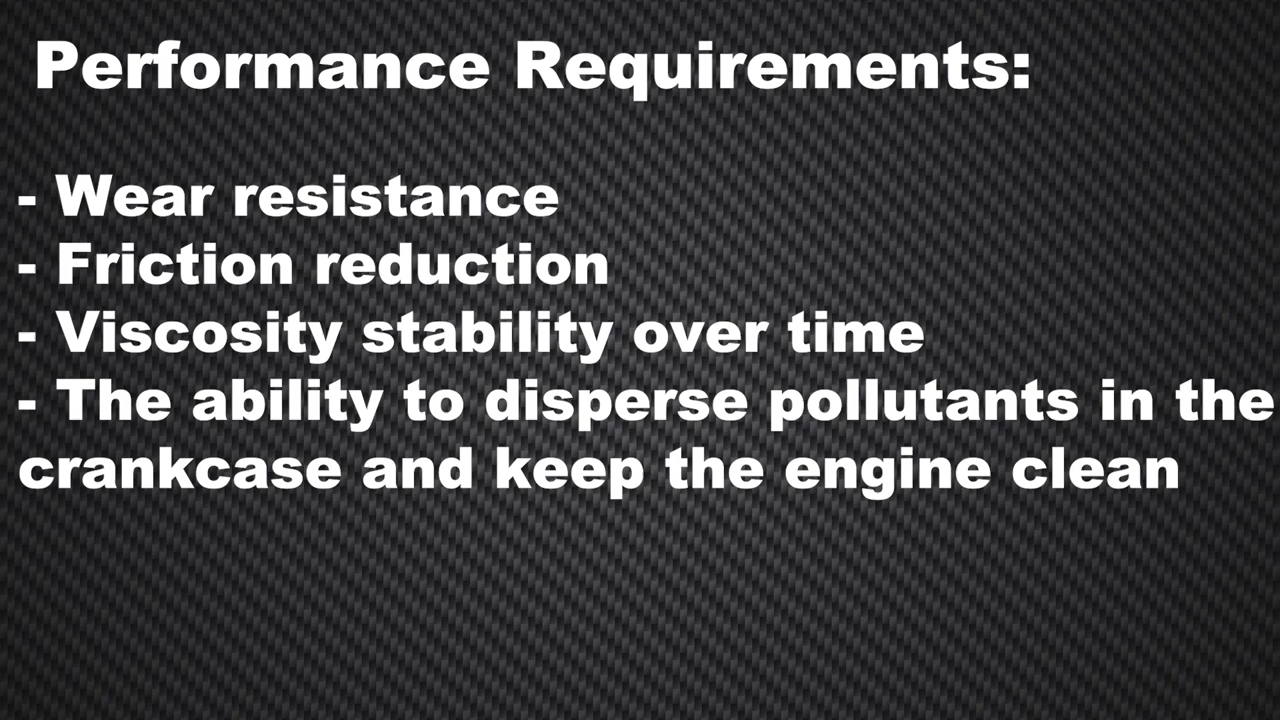 Performance Requirements:
- Wear resistance
- Friction reduction
- Viscosity stability over time
- The ability to disperse pollutants in the
crankcase and keep the engine clean